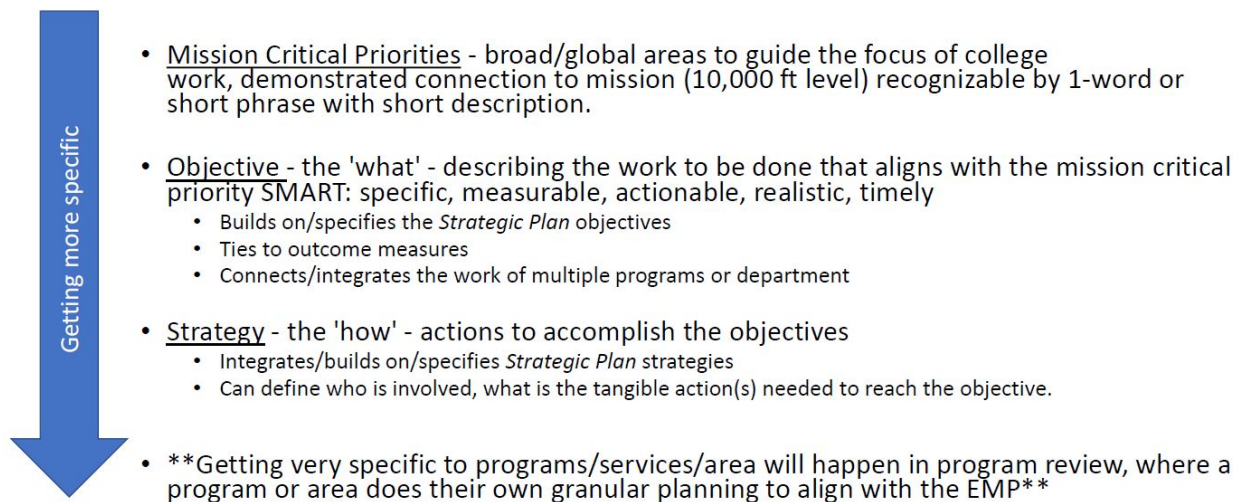 Getting more specific
• Mission Critical Priorities - broad/global areas to guide the focus of college
work, demonstrated connection to mission (10,000 ft level) recognizable by 1-word or
short phrase with short description.
• Objective - the 'what' - describing the work to be done that aligns with the mission critical
priority SMART: specific, measurable, actionable, realistic, timely
• Builds on/specifies the Strategic Plan objectives
• Ties to outcome measures
• Connects/integrates the work of multiple programs or department
• Strategy - the 'how' - actions to accomplish the objectives
• Integrates/builds on/specifies Strategic Plan strategies
• Can define who is involved, what is the tangible action(s) needed to reach the objective.
• **Getting very specific to programs/services/area will happen in program review, where a
program or area does their own granular planning to align with the EMP**